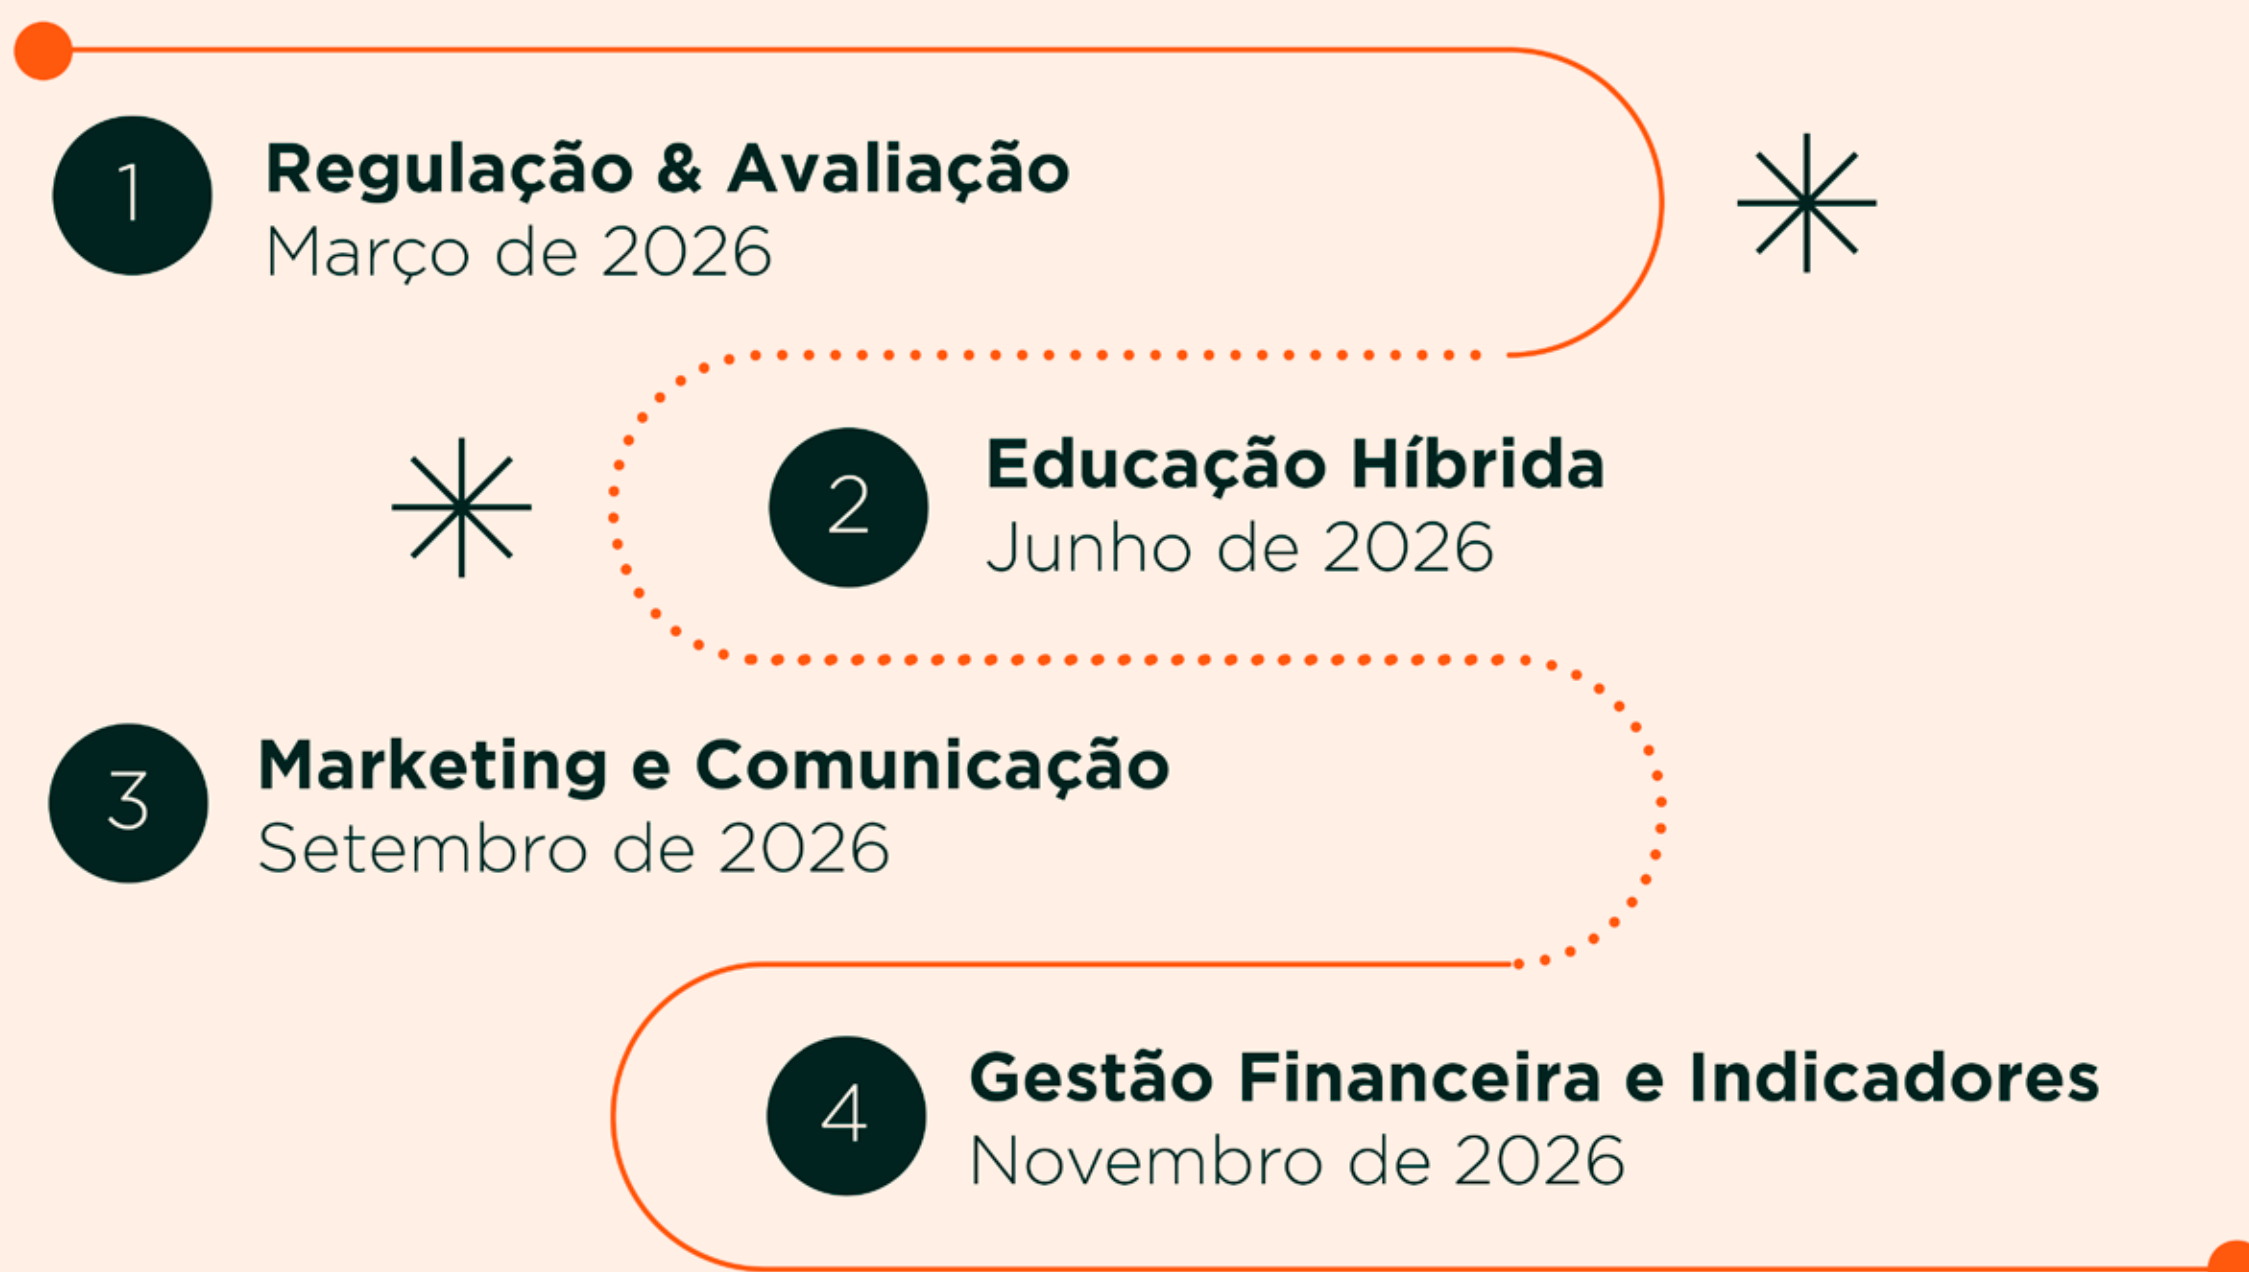 1
Regulação & Avaliação
Março de 2026
2
Educação Híbrida
Junho de 2026
3
Marketing e Comunicação
Setembro de 2026
4
Gestão Financeira e Indicadores
Novembro de 2026